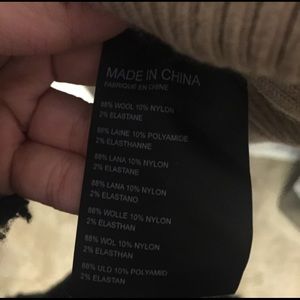 MADE IN CHINA
FABRIQUÉ EN CHINE
88% WOOL 10% NYLON
2% ELASTANE
88% LAINE 10% POLYAMIDE
2% ELASTHANNE
88% LANA 10% NYLON
2% ELASTANE
88% LANA 10% NYLON
2% ELASTANO
88% WOLLE 10% NYLON
2% ELASTHAN
88% WOL 10% NYLON
2% ELASTHAN
88% ULD 10% POLYAMID
2% ELASTAN